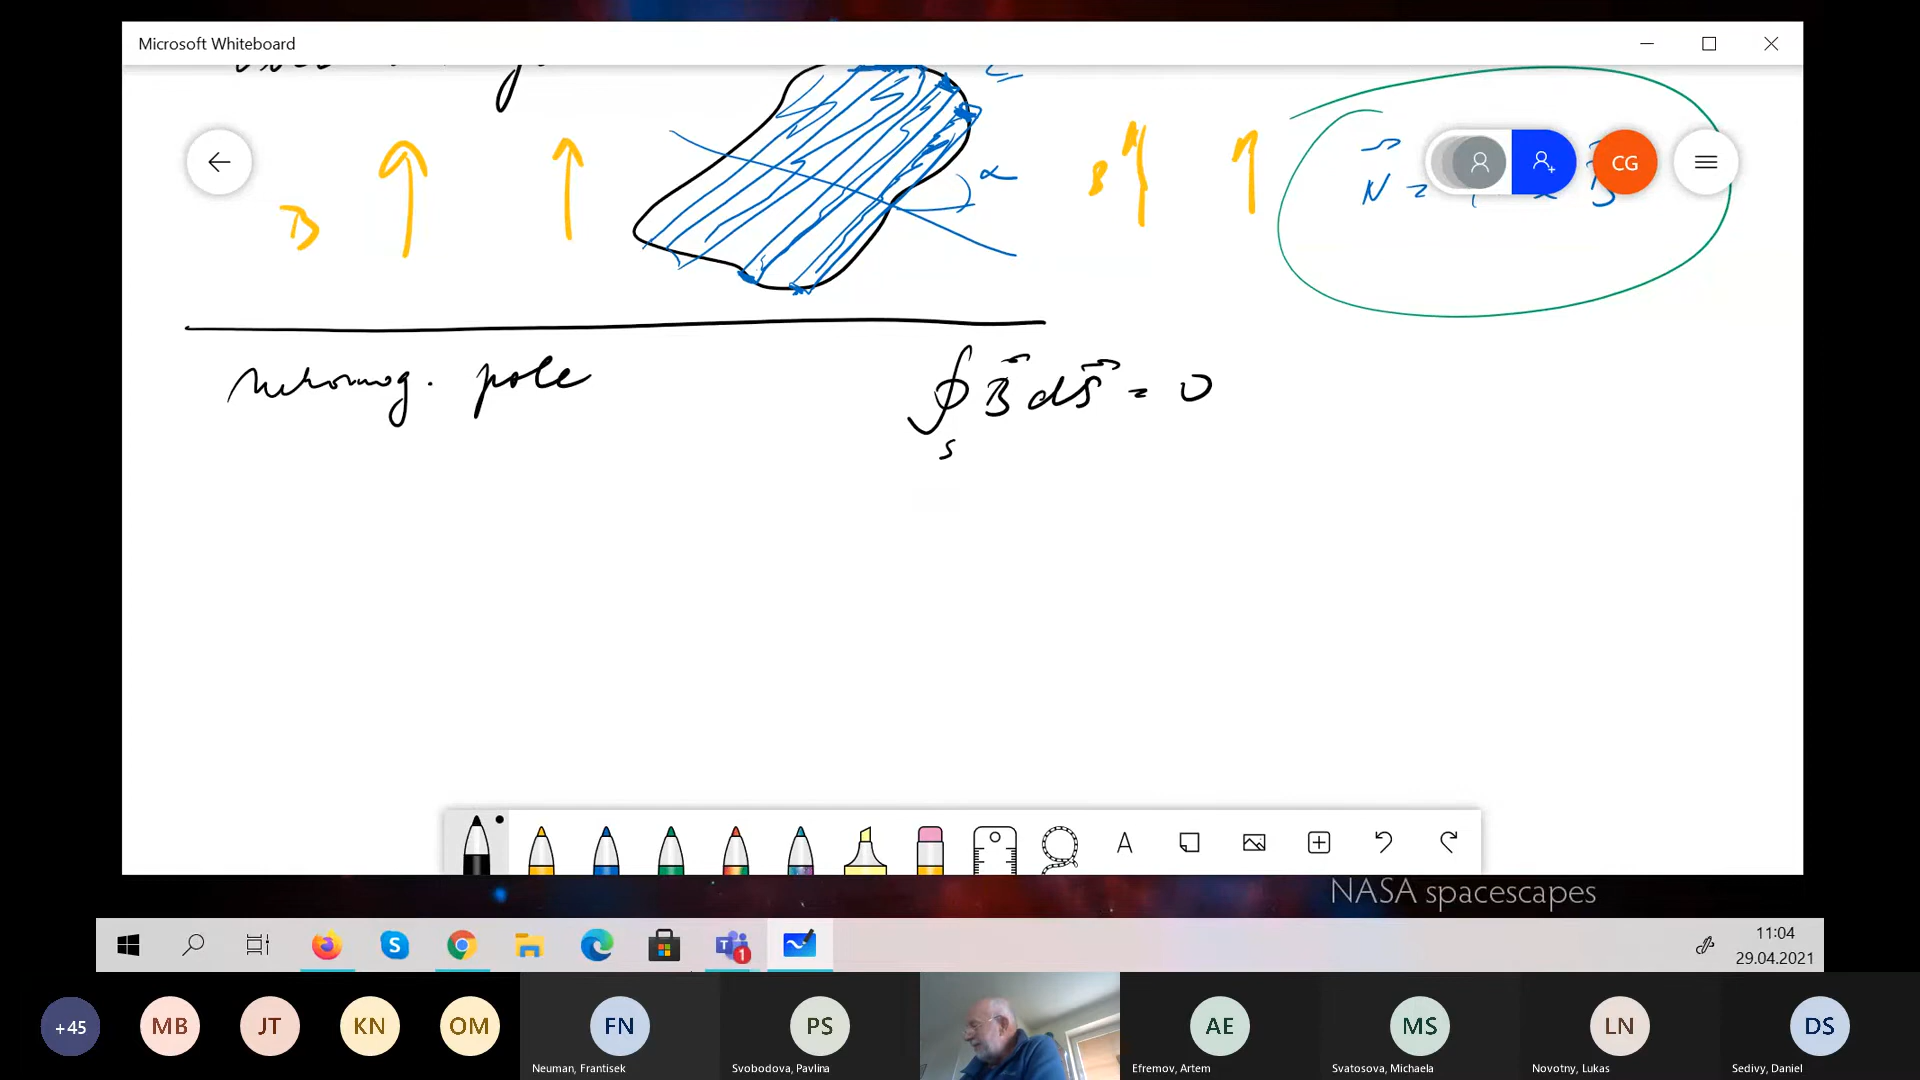 Microsoft Whiteboard
α
B
B
CG
N =
B
nehomog. pole
∮ B⃗ dS⃗ = 0
S
A
NASA spacescapes
S
T
1
11:04
29.04.2021
+45
MB
JT
KN
OM
FN
PS
AE
MS
LN
DS
Neuman, Frantisek
Svobodova, Pavlina
Efremov, Artem
Svatosova, Michaela
Novotny, Lukas
Sedivy, Daniel